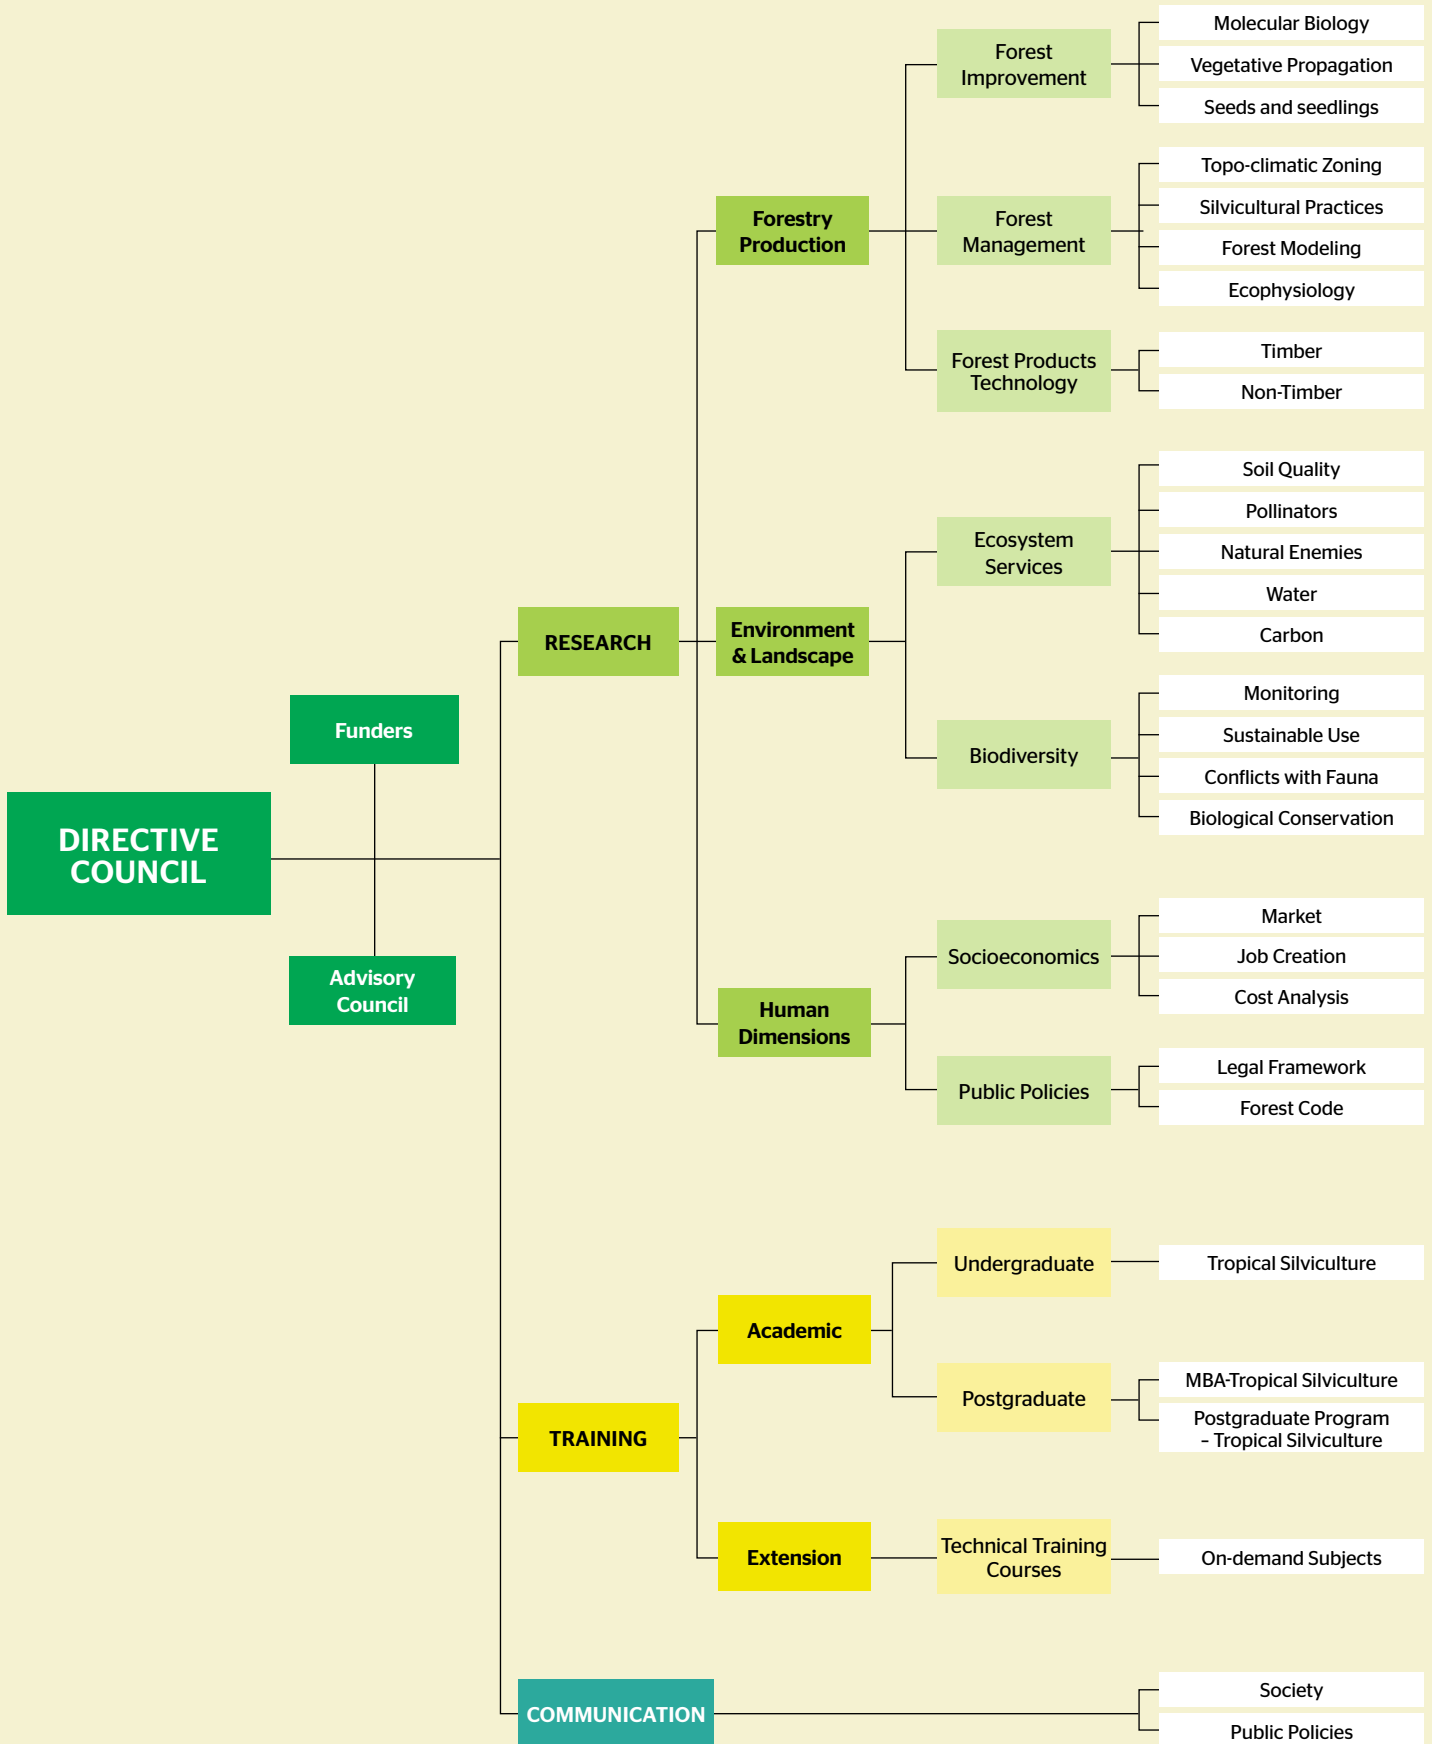 DIRECTIVE
COUNCIL
Funders
Advisory
Council
RESEARCH
Forestry
Production
Forest
Improvement
Molecular Biology
Vegetative Propagation
Seeds and seedlings
Forest
Management
Topo-climatic Zoning
Silvicultural Practices
Forest Modeling
Ecophysiology
Forest Products
Technology
Timber
Non-Timber
Environment
& Landscape
Ecosystem
Services
Soil Quality
Pollinators
Natural Enemies
Water
Carbon
Biodiversity
Monitoring
Sustainable Use
Conflicts with Fauna
Biological Conservation
Human
Dimensions
Socioeconomics
Market
Job Creation
Cost Analysis
Public Policies
Legal Framework
Forest Code
TRAINING
Academic
Undergraduate
Tropical Silviculture
Postgraduate
MBA-Tropical Silviculture
Postgraduate Program
– Tropical Silviculture
Extension
Technical Training
Courses
On-demand Subjects
COMMUNICATION
Society
Public Policies